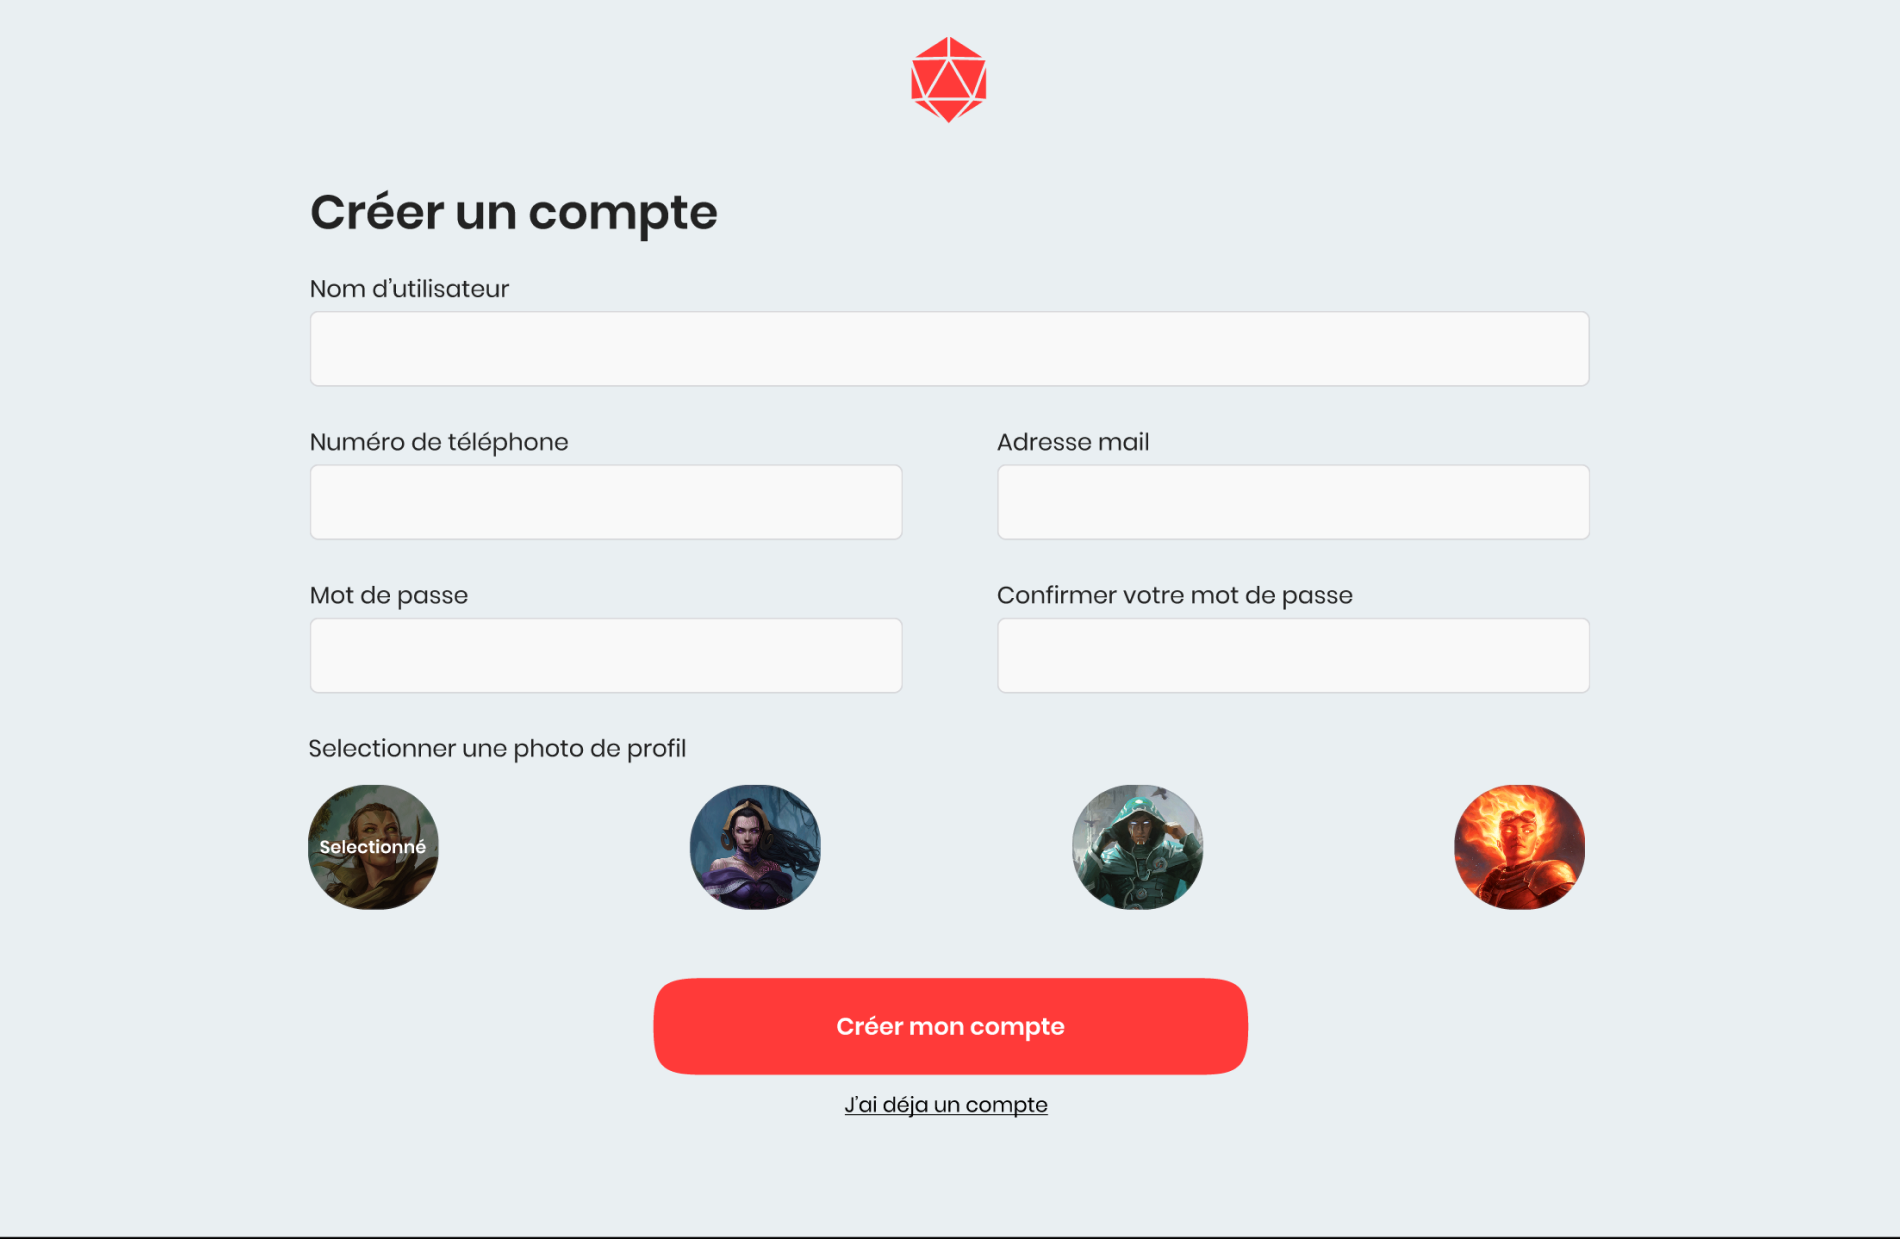 Créer un compte
Nom d'utilisateur
Numéro de téléphone
Adresse mail
Mot de passe
Confirmer votre mot de passe
Selectionner une photo de profil
Selectionné
Créer mon compte
J'ai déja un compte